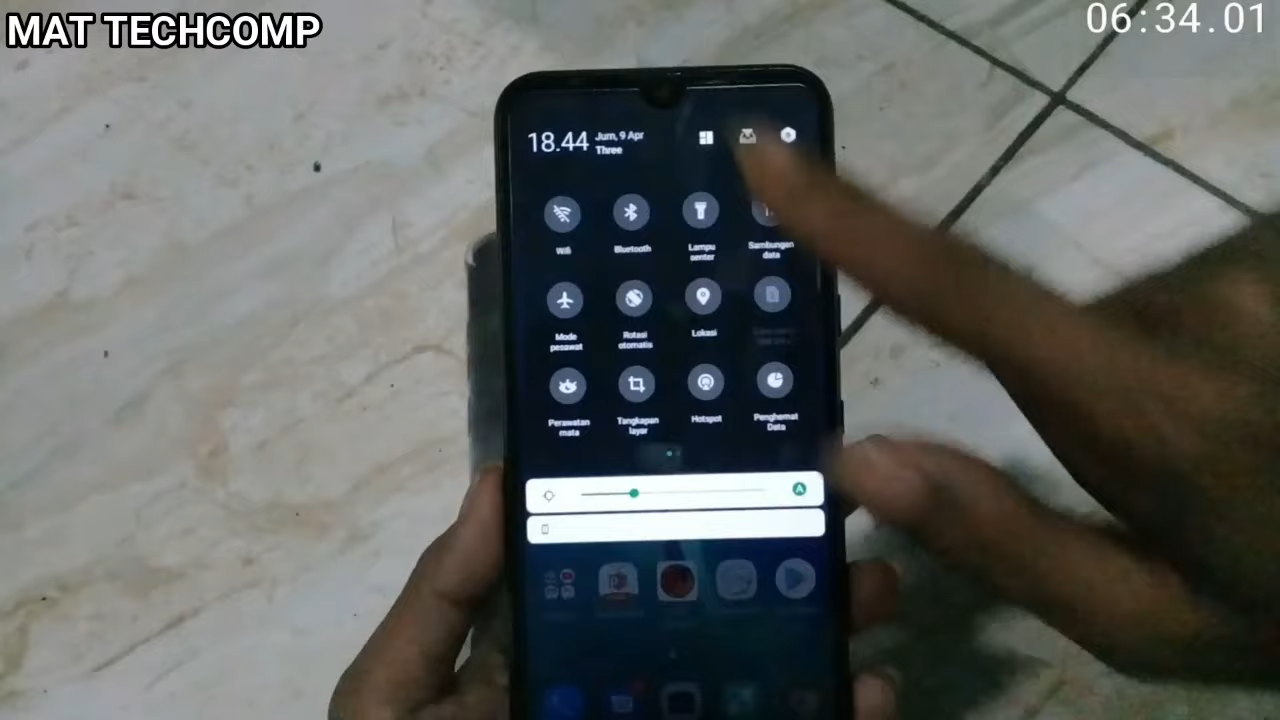 MAT TECHCOMP
06:34.01
18.44 Jum, 9 Apr
Three
Wifi
Bluetooth
Lampu
senter
Sambungan
data
Mode
pesawat
Rotasi
otomatis
Lokasi
Perawatan
mata
Tangkapan
layar
Hotspot
Penghemat
Data
A